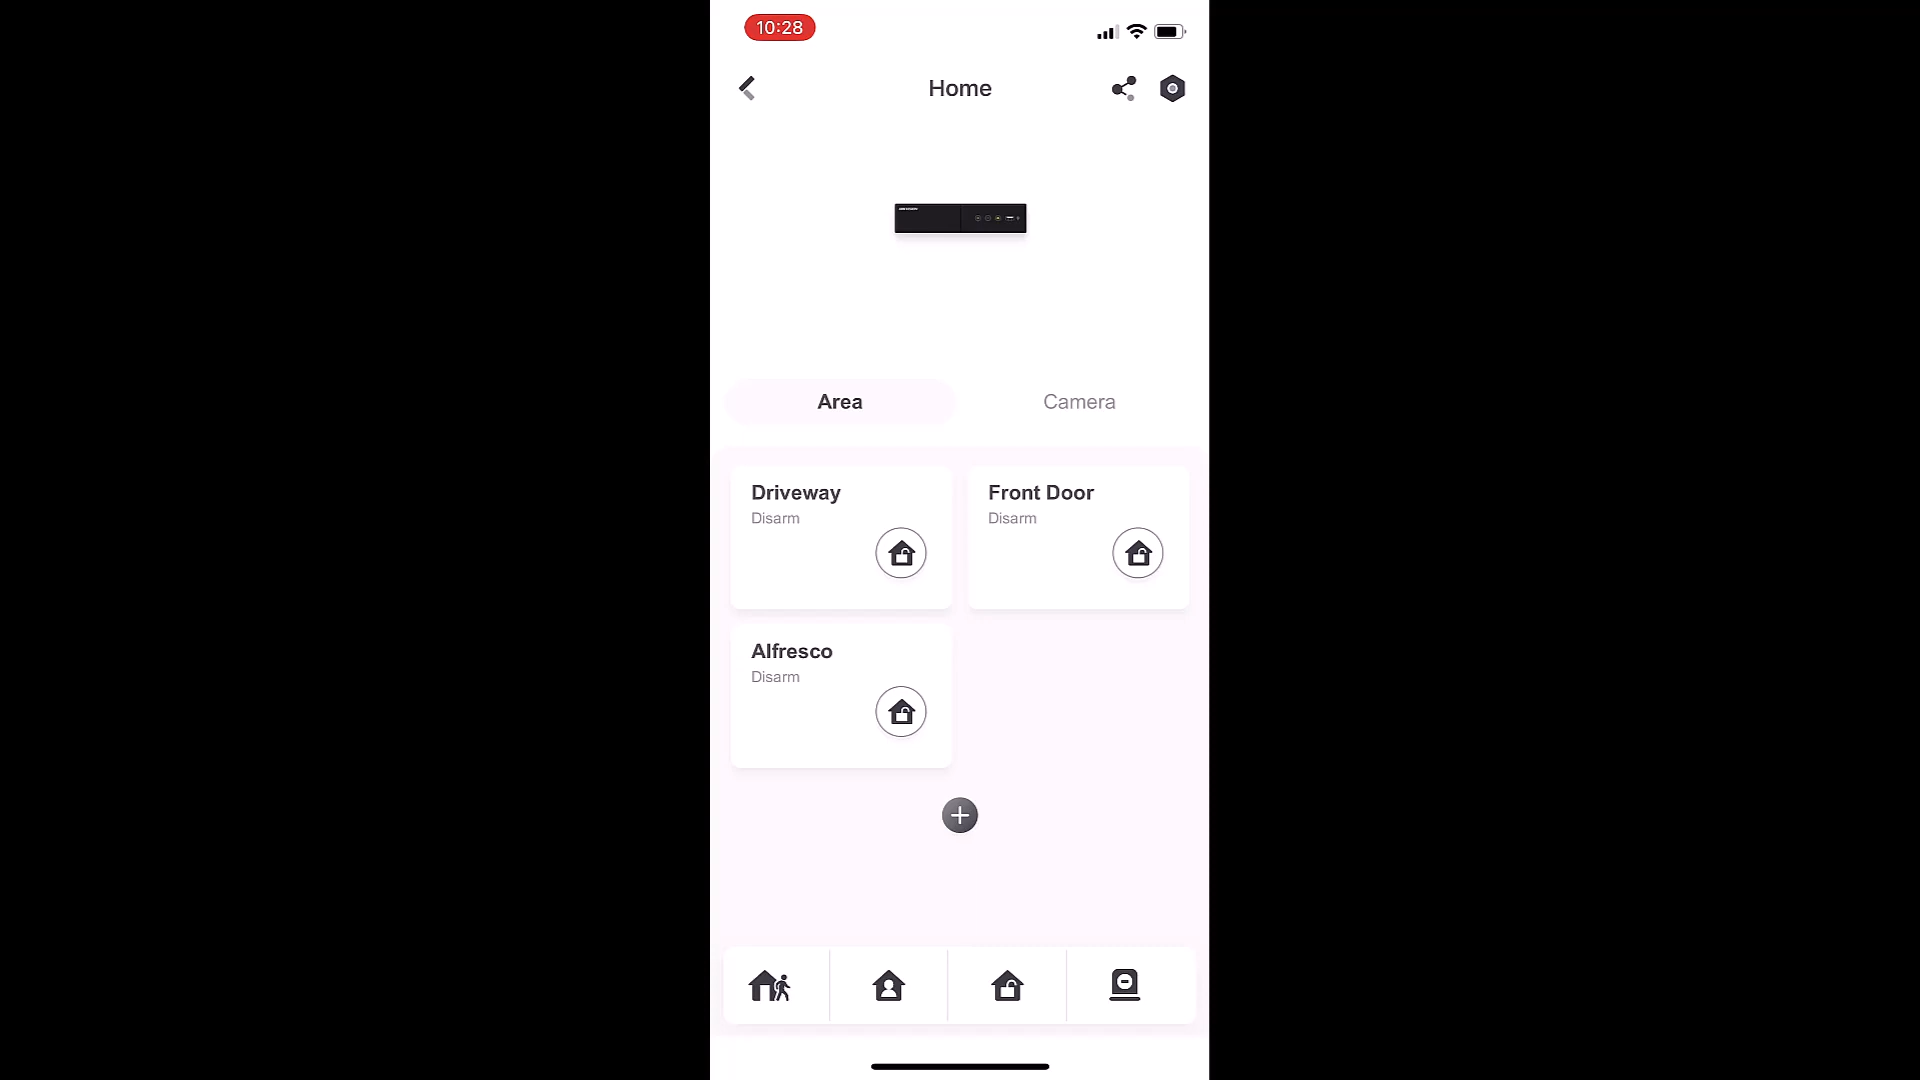 10:28
Home
Area
Camera
Driveway
Disarm
Front Door
Disarm
Alfresco
Disarm